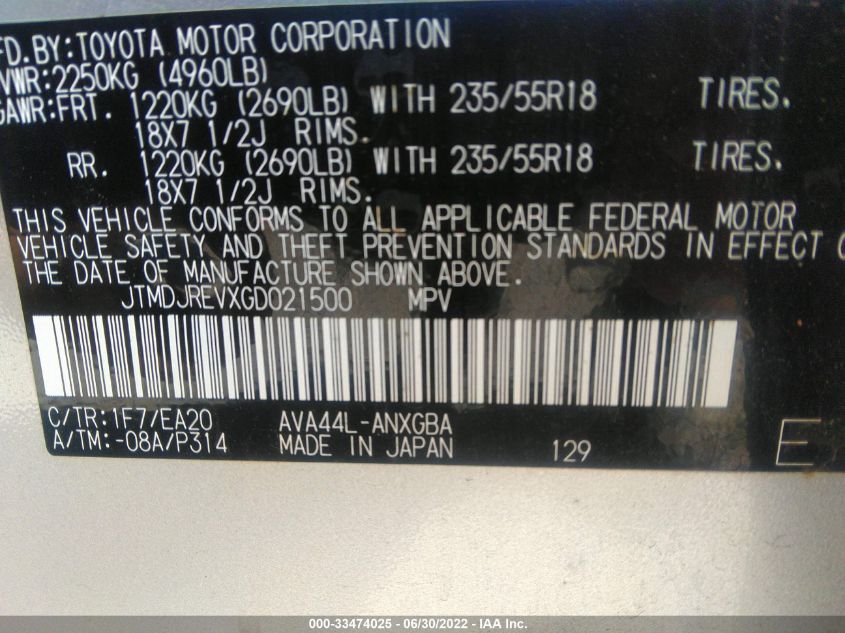 FD. BY: TOYOTA MOTOR CORPORATION
VWR: 2250KG (4960LB)
GAWR: FRT. 1220KG (2690LB) WITH 235/55R18 TIRES.
18X7 1/2J RIMS.
RR. 1220KG (2690LB) WITH 235/55R18 TIRES.
18X7 1/2J RIMS.
THIS VEHICLE CONFORMS TO ALL APPLICABLE FEDERAL MOTOR
VEHICLE SAFETY AND THEFT PREVENTION STANDARDS IN EFFECT O
THE DATE OF MANUFACTURE SHOWN ABOVE.
JTMDJREVXGD021500 MPV
C/TR: 1F7/EA20 AVA44L-ANXGBA
A/TM: -08A/P314 MADE IN JAPAN 129 E
000-33474025 - 06/30/2022 - IAAI.COM